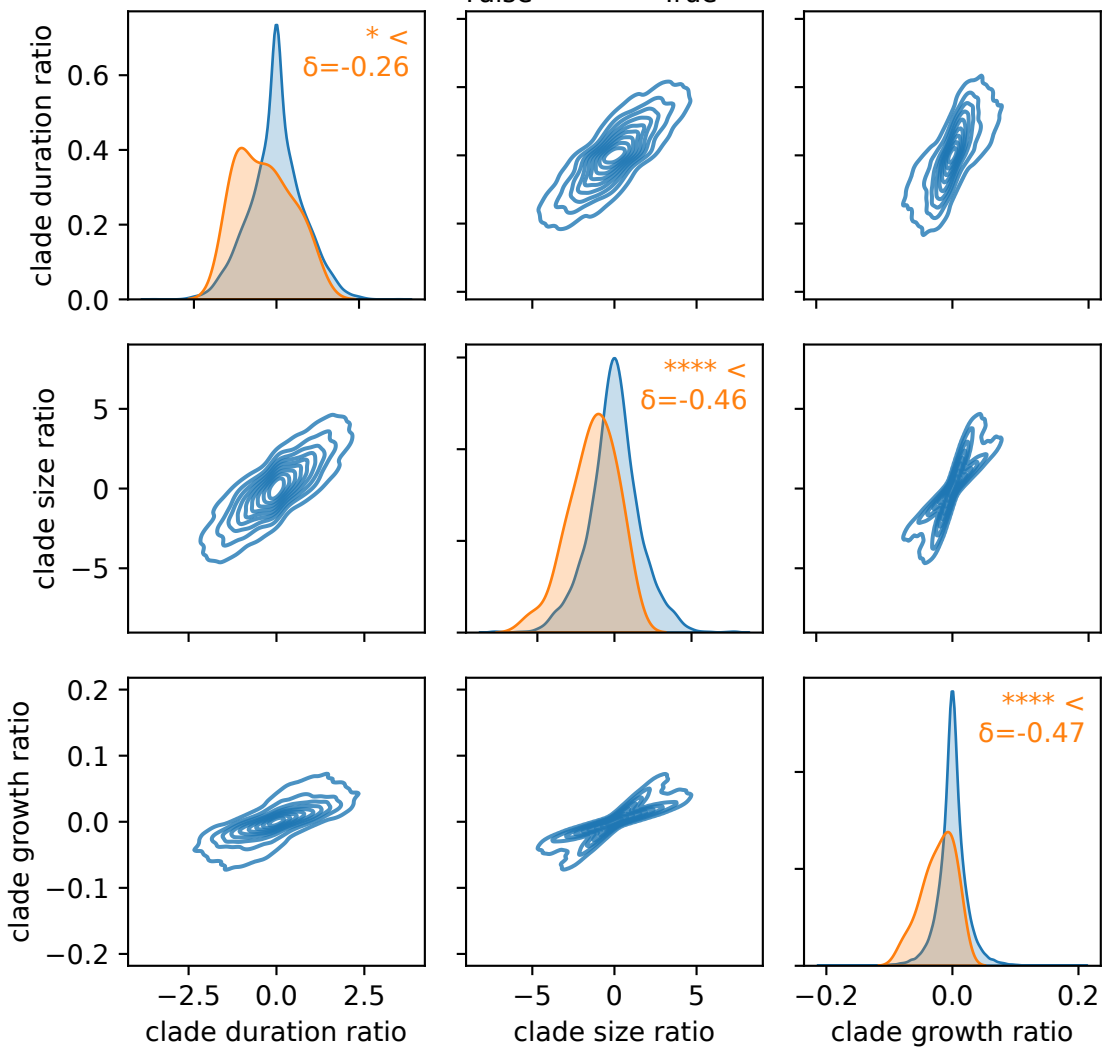 clade duration ratio
0.6
0.4
0.2
0.0
* <
δ=-0.26
clade size ratio
5
0
−5
**** <
δ=-0.46
clade growth ratio
0.2
0.1
0.0
−0.1
−0.2
**** <
δ=-0.47
−2.5 0.0 2.5
clade duration ratio
−5 0 5
clade size ratio
−0.2 0.0 0.2
clade growth ratio